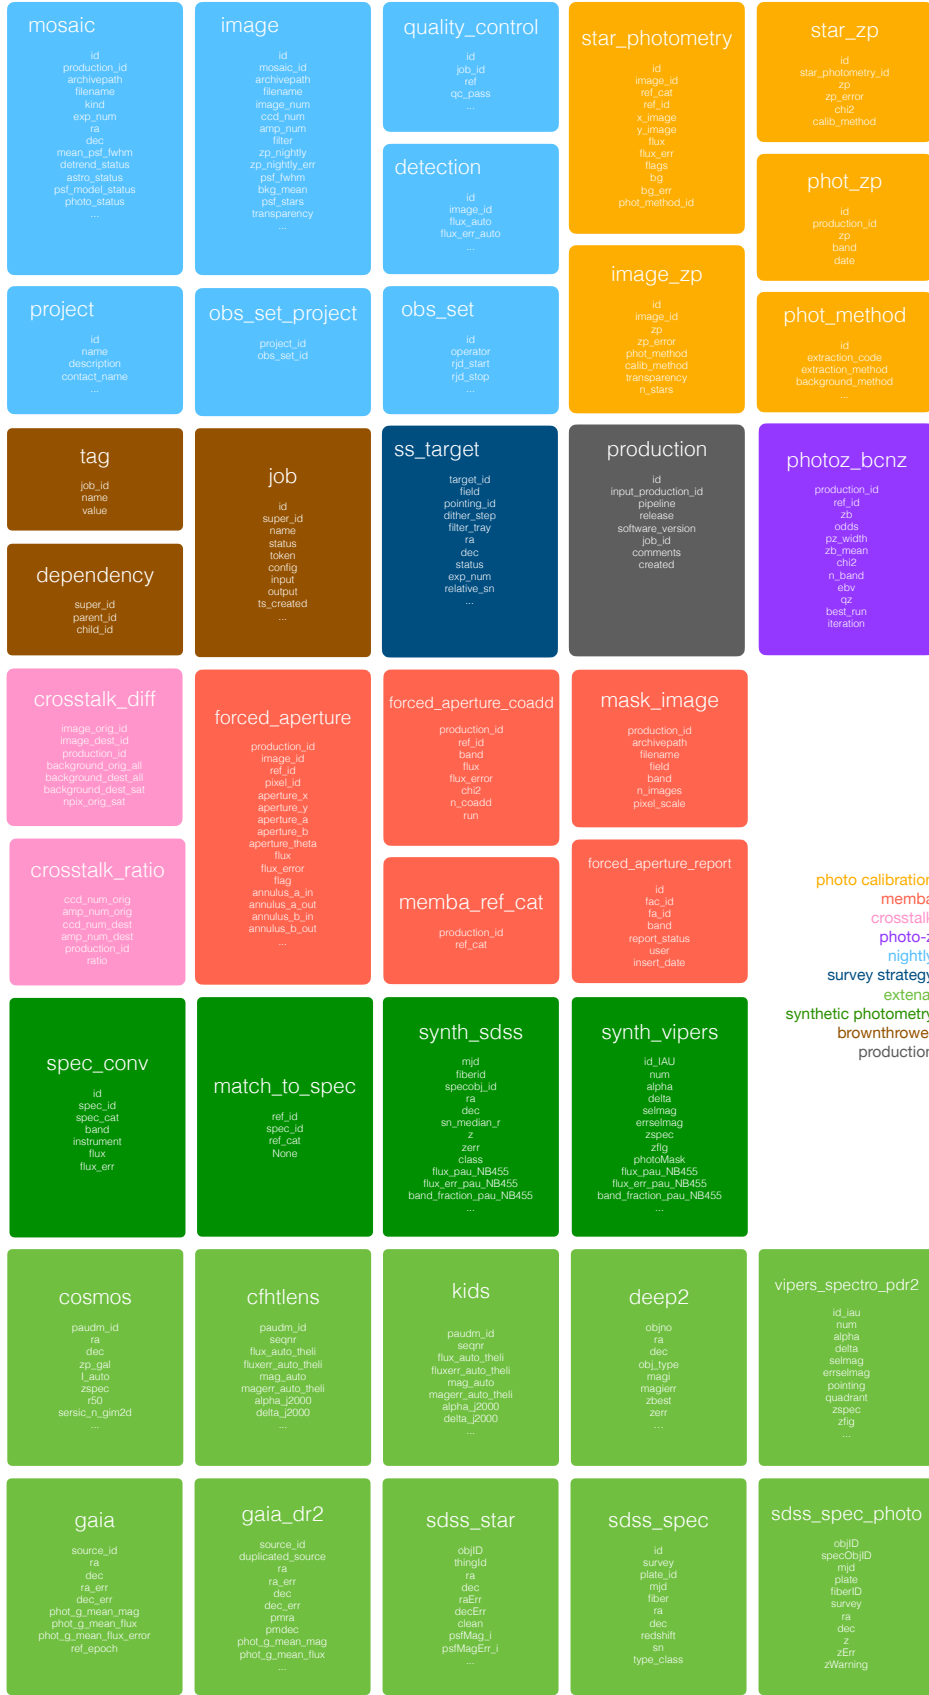 mosaic
id
production_id
archivepath
filename
kind
exp_num
ra
dec
mean_psf_fwhm
detrend_status
astro_status
psf_model_status
photo_status
...
image
id
mosaic_id
archivepath
filename
image_num
ccd_num
amp_num
filter
zp_nightly
zp_nightly_err
psf_fwhm
bkg_mean
psf_stars
transparency
...
quality_control
id
job_id
ref
qc_pass
...
detection
id
image_id
flux_auto
flux_err_auto
...
star_photometry
id
image_id
ref_cat
ref_id
x_image
y_image
flux
flux_err
flags
bg
bg_err
phot_method_id
star_zp
id
star_photometry_id
zp
zp_error
chi2
calib_method
phot_zp
id
production_id
zp
band
date
project
id
name
description
contact_name
...
obs_set_project
project_id
obs_set_id
obs_set
id
operator
rjd_start
rjd_stop
...
image_zp
id
image_id
zp
zp_error
phot_method
calib_method
transparency
n_stars
phot_method
id
extraction_code
extraction_method
background_method
...
tag
job_id
name
value
dependency
super_id
parent_id
child_id
job
id
super_id
name
status
token
config
input
output
ts_created
...
ss_target
target_id
field
pointing_id
dither_step
filter_tray
ra
dec
status
exp_num
relative_sn
...
production
id
input_production_id
pipeline
release
software_version
job_id
comments
created
photoz_bcnz
production_id
ref_id
zb
odds
pz_width
zb_mean
chi2
n_band
ebv
qz
best_run
iteration
crosstalk_diff
image_orig_id
image_dest_id
production_id
background_orig_all
background_dest_all
background_dest_sat
npix_orig_sat
crosstalk_ratio
ccd_num_orig
amp_num_orig
ccd_num_dest
amp_num_dest
production_id
ratio
forced_aperture
production_id
image_id
ref_id
pixel_id
aperture_x
aperture_y
aperture_a
aperture_b
aperture_theta
flux
flux_error
flag
annulus_a_in
annulus_a_out
annulus_b_in
annulus_b_out
...
forced_aperture_coadd
production_id
ref_id
band
flux
flux_error
chi2
n_coadd
run
memba_ref_cat
production_id
ref_cat
mask_image
production_id
archivepath
filename
field
band
n_images
pixel_scale
forced_aperture_report
id
fac_id
fa_id
band
report_status
user
insert_date
photo calibration
memba
crosstalk
photo-z
nightly
survey strategy
extenal
synthetic photometry
brownthrower
production
spec_conv
id
spec_id
spec_cat
band
instrument
flux
flux_err
match_to_spec
ref_id
spec_id
ref_cat
None
synth_sdss
mjd
fiberid
specobj_id
ra
dec
sn_median_r
z
zerr
class
flux_pau_NB455
flux_err_pau_NB455
band_fraction_pau_NB455
...
synth_vipers
id_IAU
num
alpha
delta
selmag
errselmag
zspec
zflg
photoMask
flux_pau_NB455
flux_err_pau_NB455
band_fraction_pau_NB455
...
cosmos
paudm_id
ra
dec
zp_gal
I_auto
zspec
r50
sersic_n_gim2d
...
cfhtlens
paudm_id
seqnr
flux_auto_theli
fluxerr_auto_theli
mag_auto
magerr_auto_theli
alpha_j2000
delta_j2000
...
kids
paudm_id
seqnr
flux_auto_theli
fluxerr_auto_theli
mag_auto
magerr_auto_theli
alpha_j2000
delta_j2000
...
deep2
objno
ra
dec
obj_type
magi
magierr
zbest
zerr
...
vipers_spectro_pdr2
id_iau
num
alpha
delta
selmag
errselmag
pointing
quadrant
zspec
zfig
...
gaia
source_id
ra
dec
ra_err
dec_err
phot_g_mean_mag
phot_g_mean_flux
phot_g_mean_flux_error
ref_epoch
gaia_dr2
source_id
duplicated_source
ra
ra_err
dec
dec_err
pmra
pmdec
phot_g_mean_mag
phot_g_mean_flux
...
sdss_star
objID
thingId
ra
dec
raErr
decErr
clean
psfMag_i
psfMagErr_i
...
sdss_spec
id
survey
plate_id
mjd
fiber
ra
dec
redshift
sn
type_class
sdss_spec_photo
objID
specObjID
mjd
plate
fiberID
survey
ra
dec
z
zErr
zWarning